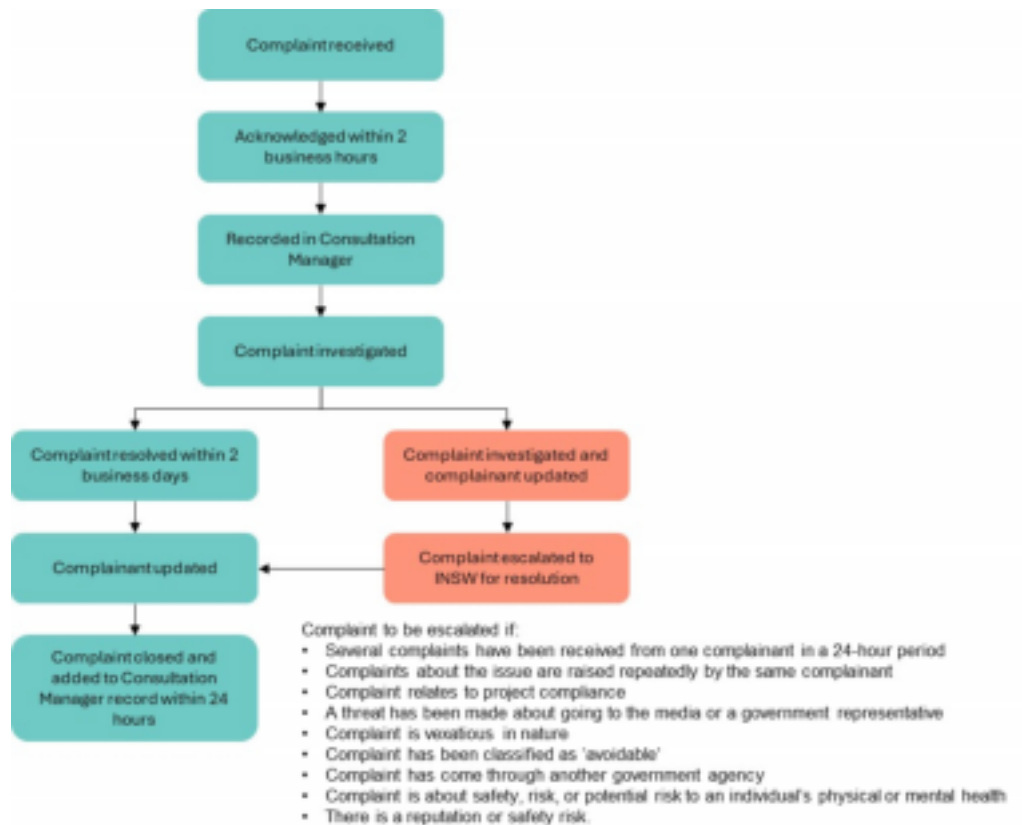 Complaint received
Acknowledged within 2
business hours
Recorded in Consultation
Manager
Complaint investigated
Complaint resolved within 2
business days
Complaint investigated and
complainant updated
Complainant updated
Complaint escalated to
INSW for resolution
Complaint closed and
added to Consultation
Manager record within 24
hours
Complaint to be escalated if:
• Several complaints have been received from one complainant in a 24-hour period
• Complaints about the issue are raised repeatedly by the same complainant
• Complaint relates to project compliance
• A threat has been made about going to the media or a government representative
• Complaint is vexatious in nature
• Complaint has been classified as 'avoidable'
• Complaint has come through another government agency
• Complaint is about safety, risk, or potential risk to an individual's physical or mental health
• There is a reputation or safety risk.